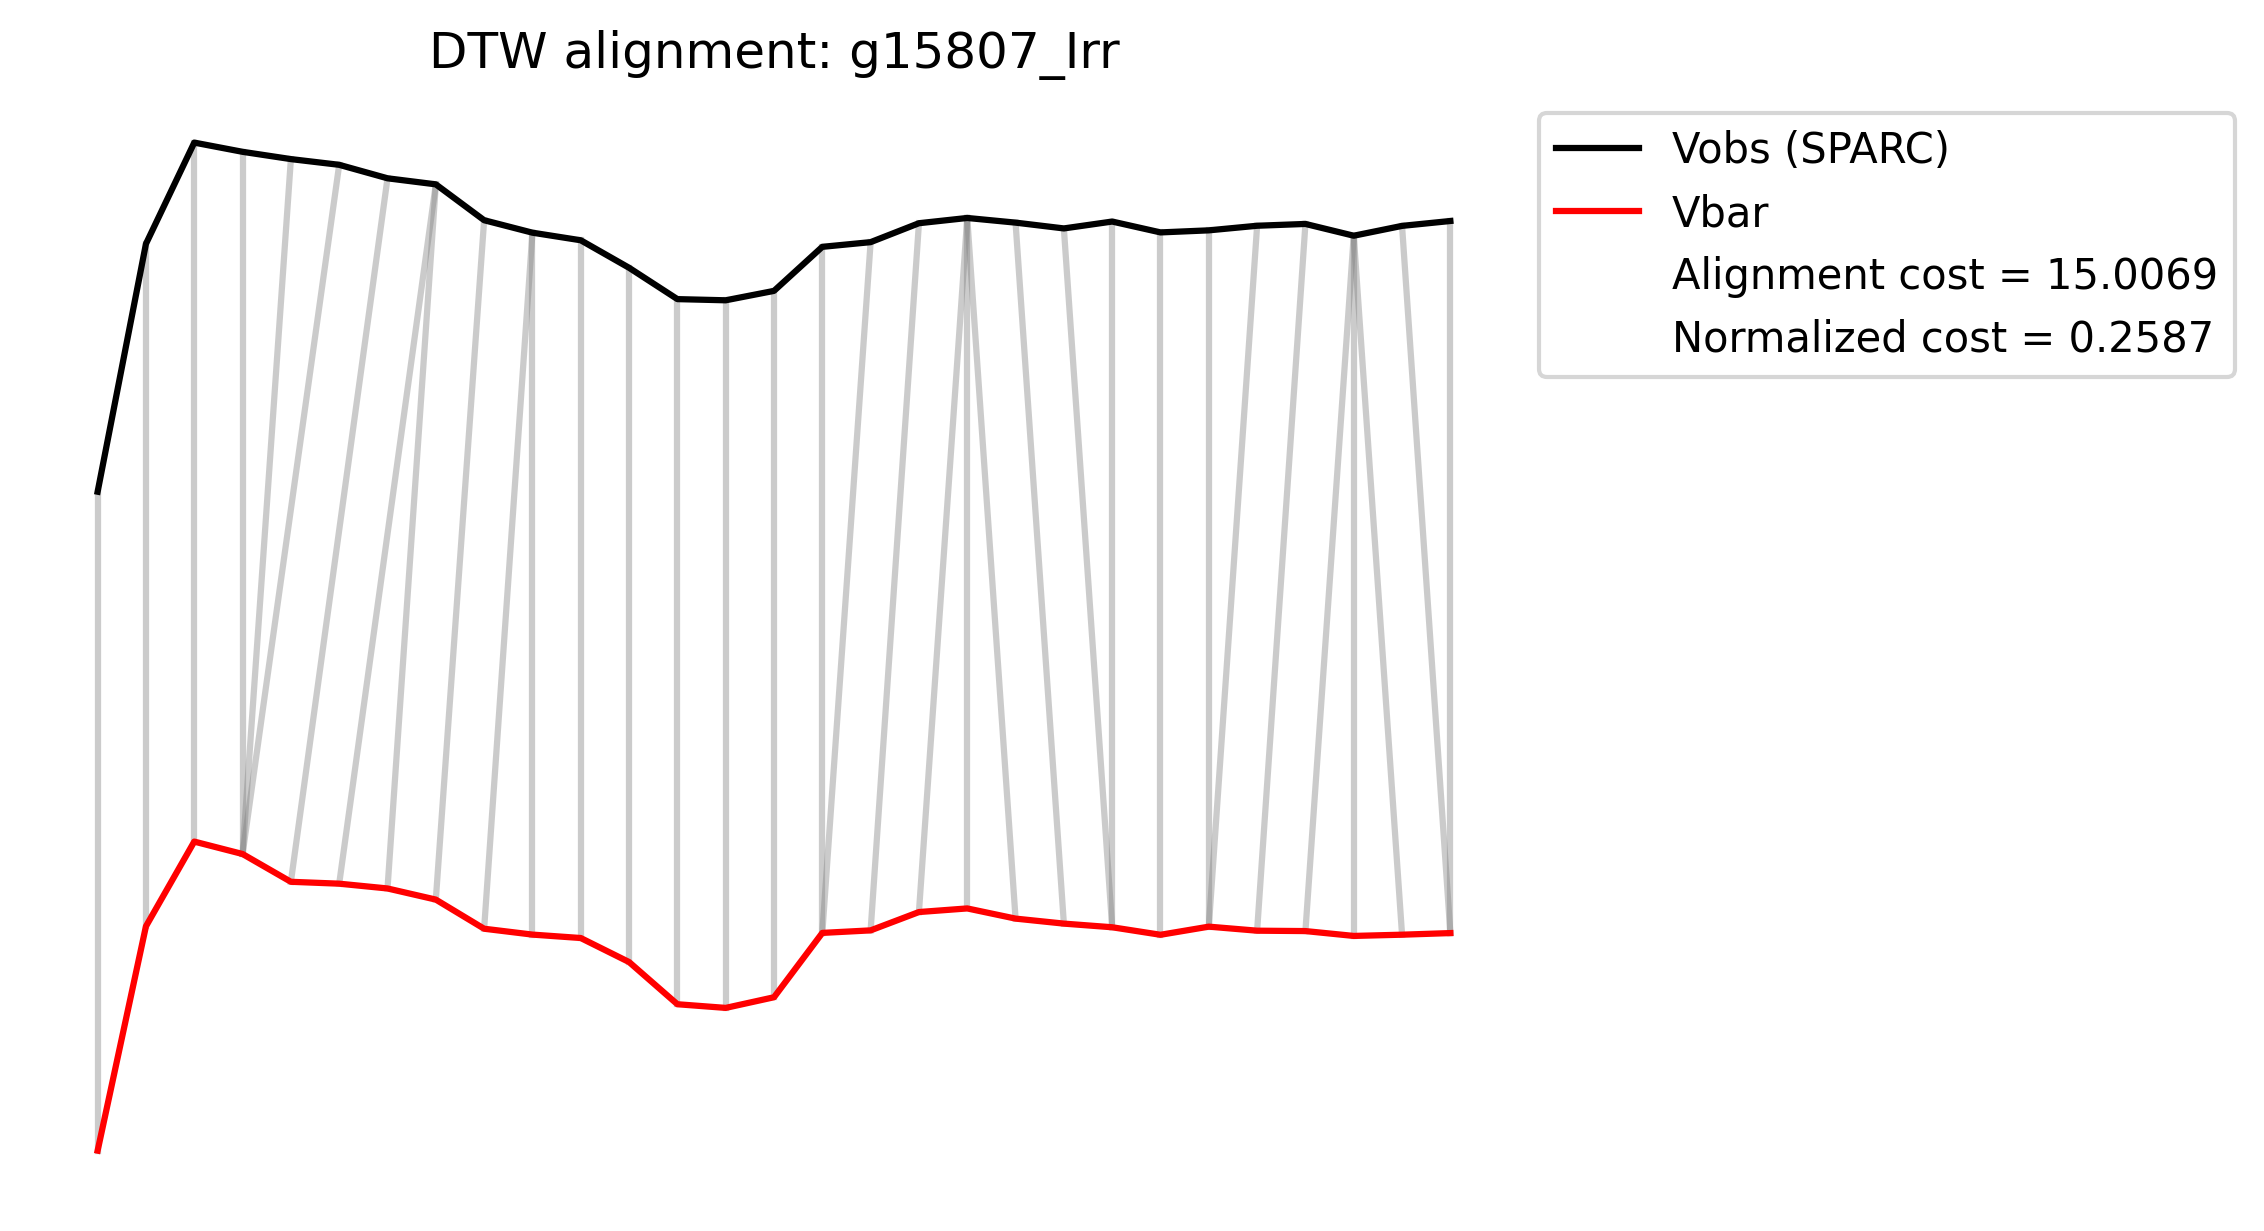 DTW alignment: g15807_Irr
Vobs (SPARC)
Vbar
Alignment cost = 15.0069
Normalized cost = 0.2587